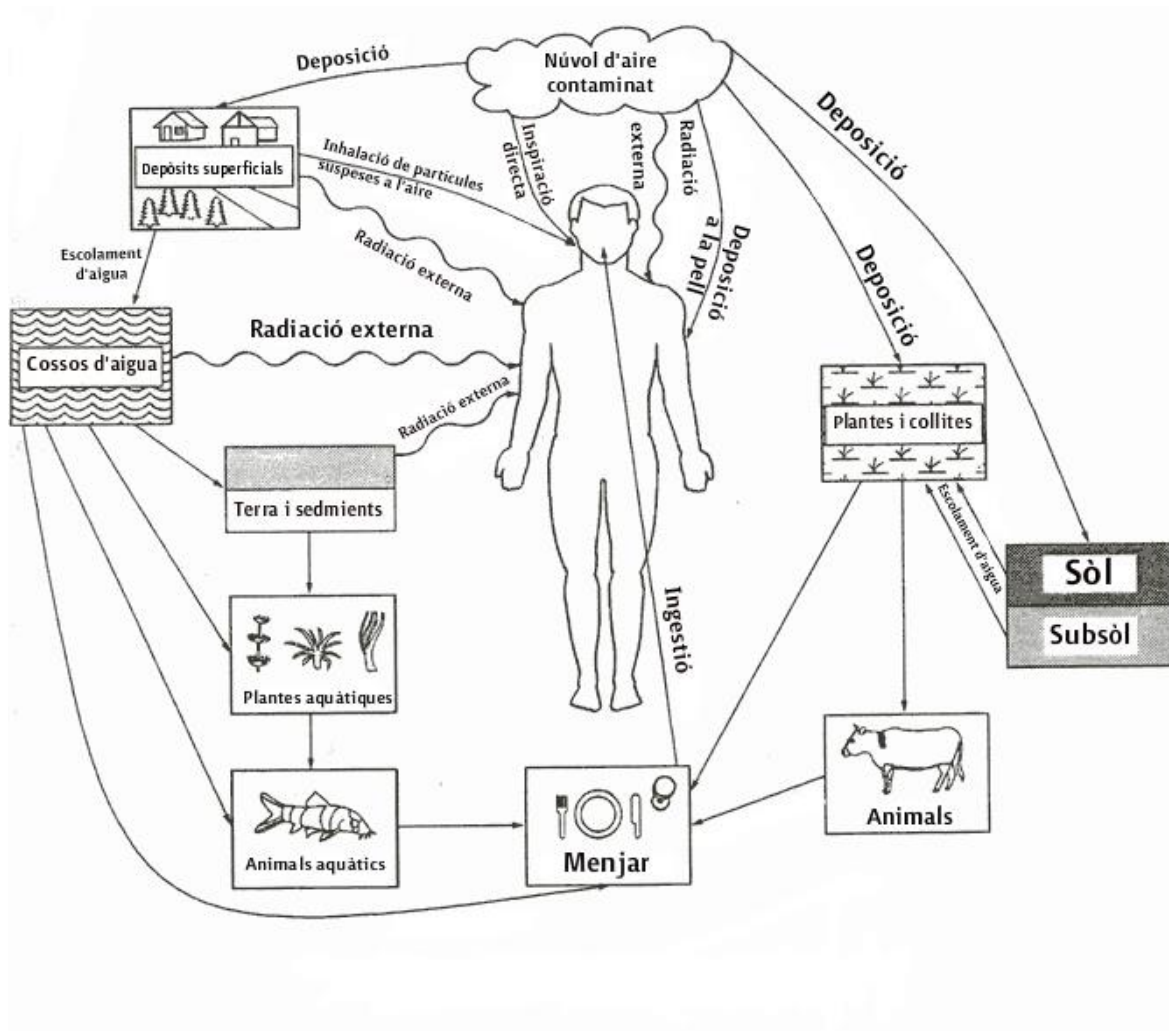 Deposició
Núvol d'aire
contaminat
Deposició
Depòsits superficials
Inhalació de partícules
suspeses a l'aire
Inspiració
directa
externa
Radiació
Deposició
a la pell
Deposició
Escolament
d'aigua
Radiació externa
Cossos d'aigua
Radiació externa
Radiació externa
Plantes i collites
Terra i sedments
Escolament d'aigua
Sòl
Subsòl
Ingestió
Plantes aquàtiques
Animals aquàtics
Menjar
Animals